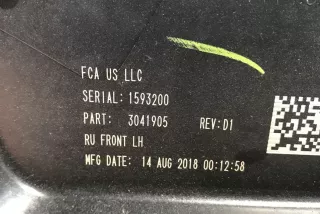 FCA US LLC
SERIAL: 1593200
PART: 3041905 REV: D1
RU FRONT LH
MFG DATE: 14 AUG 2018 00:12:58